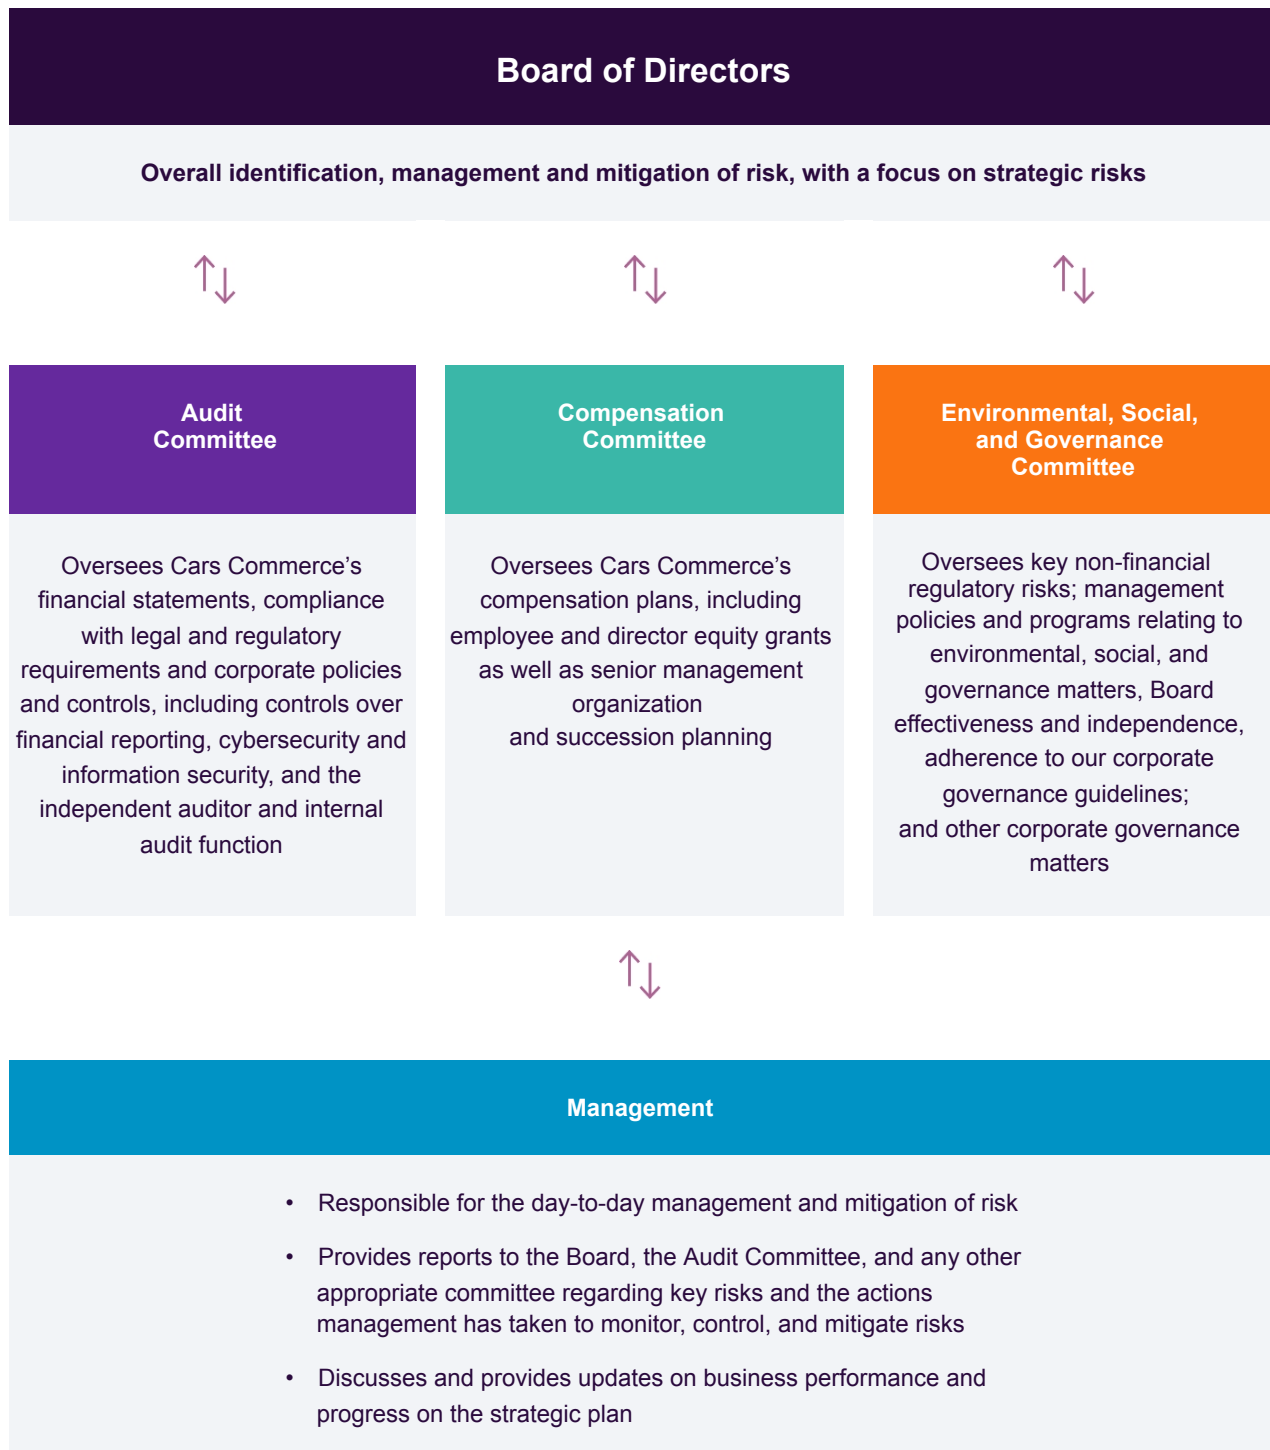 Board of Directors
Overall identification, management and mitigation of risk, with a focus on strategic risks
Audit
Committee
Compensation
Committee
Environmental, Social,
and Governance
Committee
Oversees Cars Commerce’s
financial statements, compliance
with legal and regulatory
requirements and corporate policies
and controls, including controls over
financial reporting, cybersecurity and
information security, and the
independent auditor and internal
audit function
Oversees Cars Commerce’s
compensation plans, including
employee and director equity grants
as well as senior management
organization
and succession planning
Oversees key non-financial
regulatory risks; management
policies and programs relating to
environmental, social, and
governance matters, Board
effectiveness and independence,
adherence to our corporate
governance guidelines;
and other corporate governance
matters
Management
• Responsible for the day-to-day management and mitigation of risk
• Provides reports to the Board, the Audit Committee, and any other
appropriate committee regarding key risks and the actions
management has taken to monitor, control, and mitigate risks
• Discusses and provides updates on business performance and
progress on the strategic plan